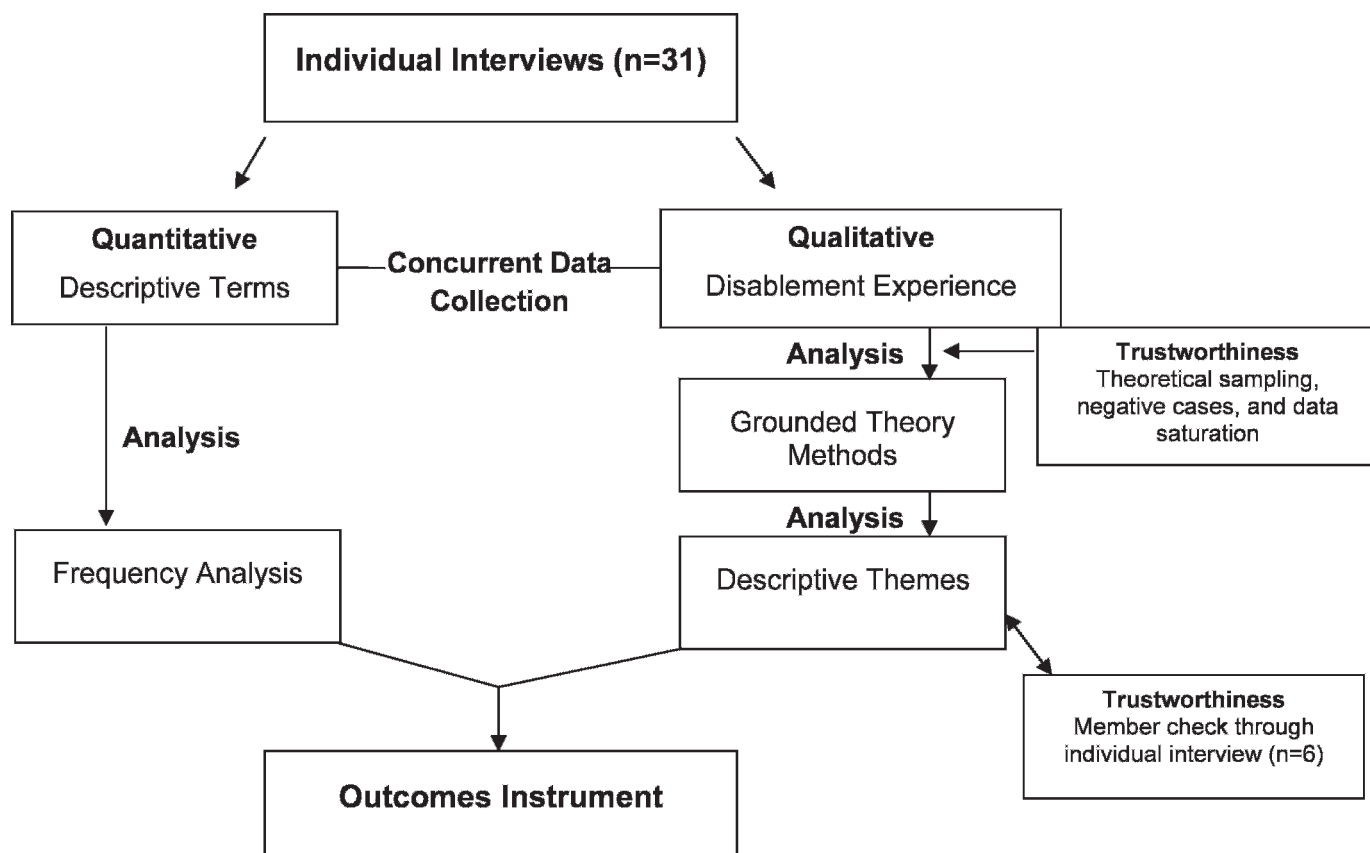 Individual Interviews (n=31)
Quantitative
Descriptive Terms
Concurrent Data
Collection
Qualitative
Disablement Experience
Analysis
Trustworthiness
Theoretical sampling,
negative cases, and data
saturation
Grounded Theory
Methods
Analysis
Analysis
Frequency Analysis
Descriptive Themes
Trustworthiness
Member check through
individual interview (n=6)
Outcomes Instrument